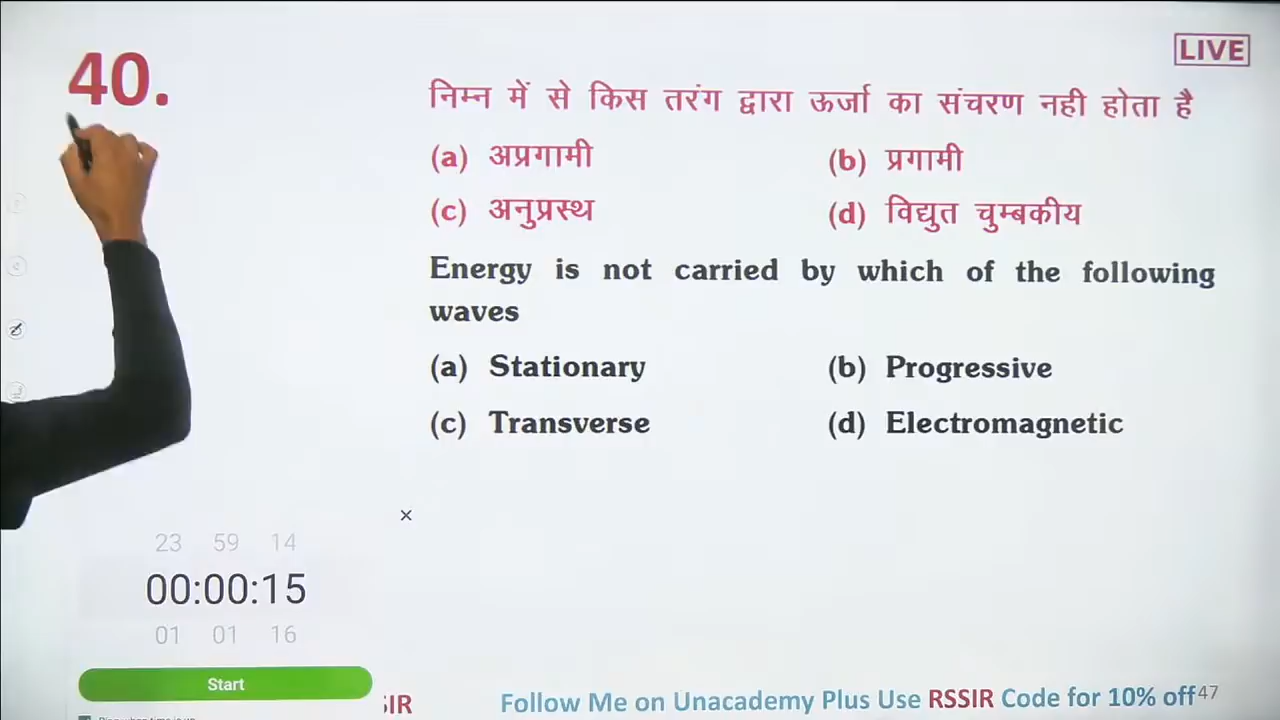 40.
LIVE
निम्न में से किस तरंग द्वारा ऊर्जा का संचरण नही होता है
(a) अप्रगामी (b) प्रगामी
(c) अनुप्रस्थ (d) विद्युत चुम्बकीय
Energy is not carried by which of the following
waves
(a) Stationary (b) Progressive
(c) Transverse (d) Electromagnetic
×
23 59 14
00:00:15
01 01 16
Start
SIR
Follow Me on Unacademy Plus Use RSSIR Code for 10% off
47